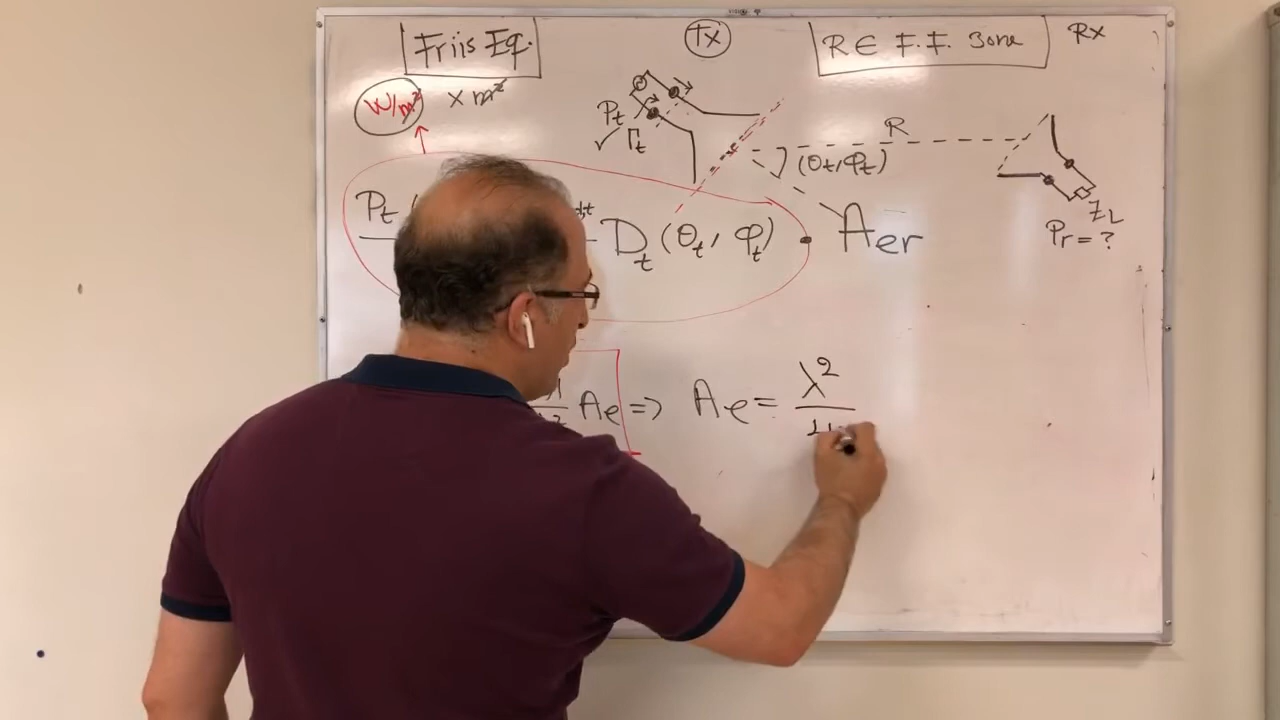 Friis Eq. Tx R ∈ F.F. zone Rx
W/m² × m²
Pt Γt R (θt, φt) ZL Pr = ?
Pt Dt (θt, φt) · Aer
Ae => Ae = λ² / 4